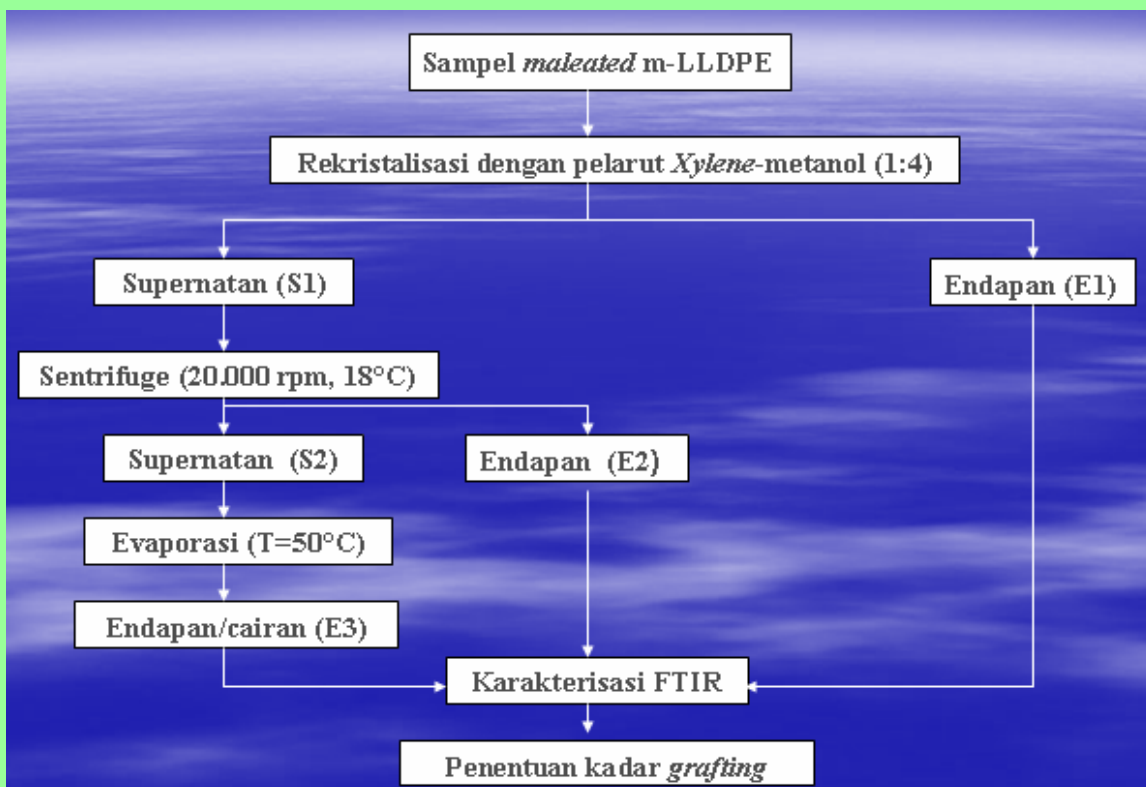 Sampel maleated m-LLDPE
Rekristalisasi dengan pelarut Xylene-metanol (1:4)
Supernatan (S1)
Endapan (E1)
Sentrifuge (20.000 rpm, 18°C)
Supernatan (S2)
Endapan (E2)
Evaporasi (T=50°C)
Endapan/cairan (E3)
Karakterisasi FTIR
Penentuan kadar grafting